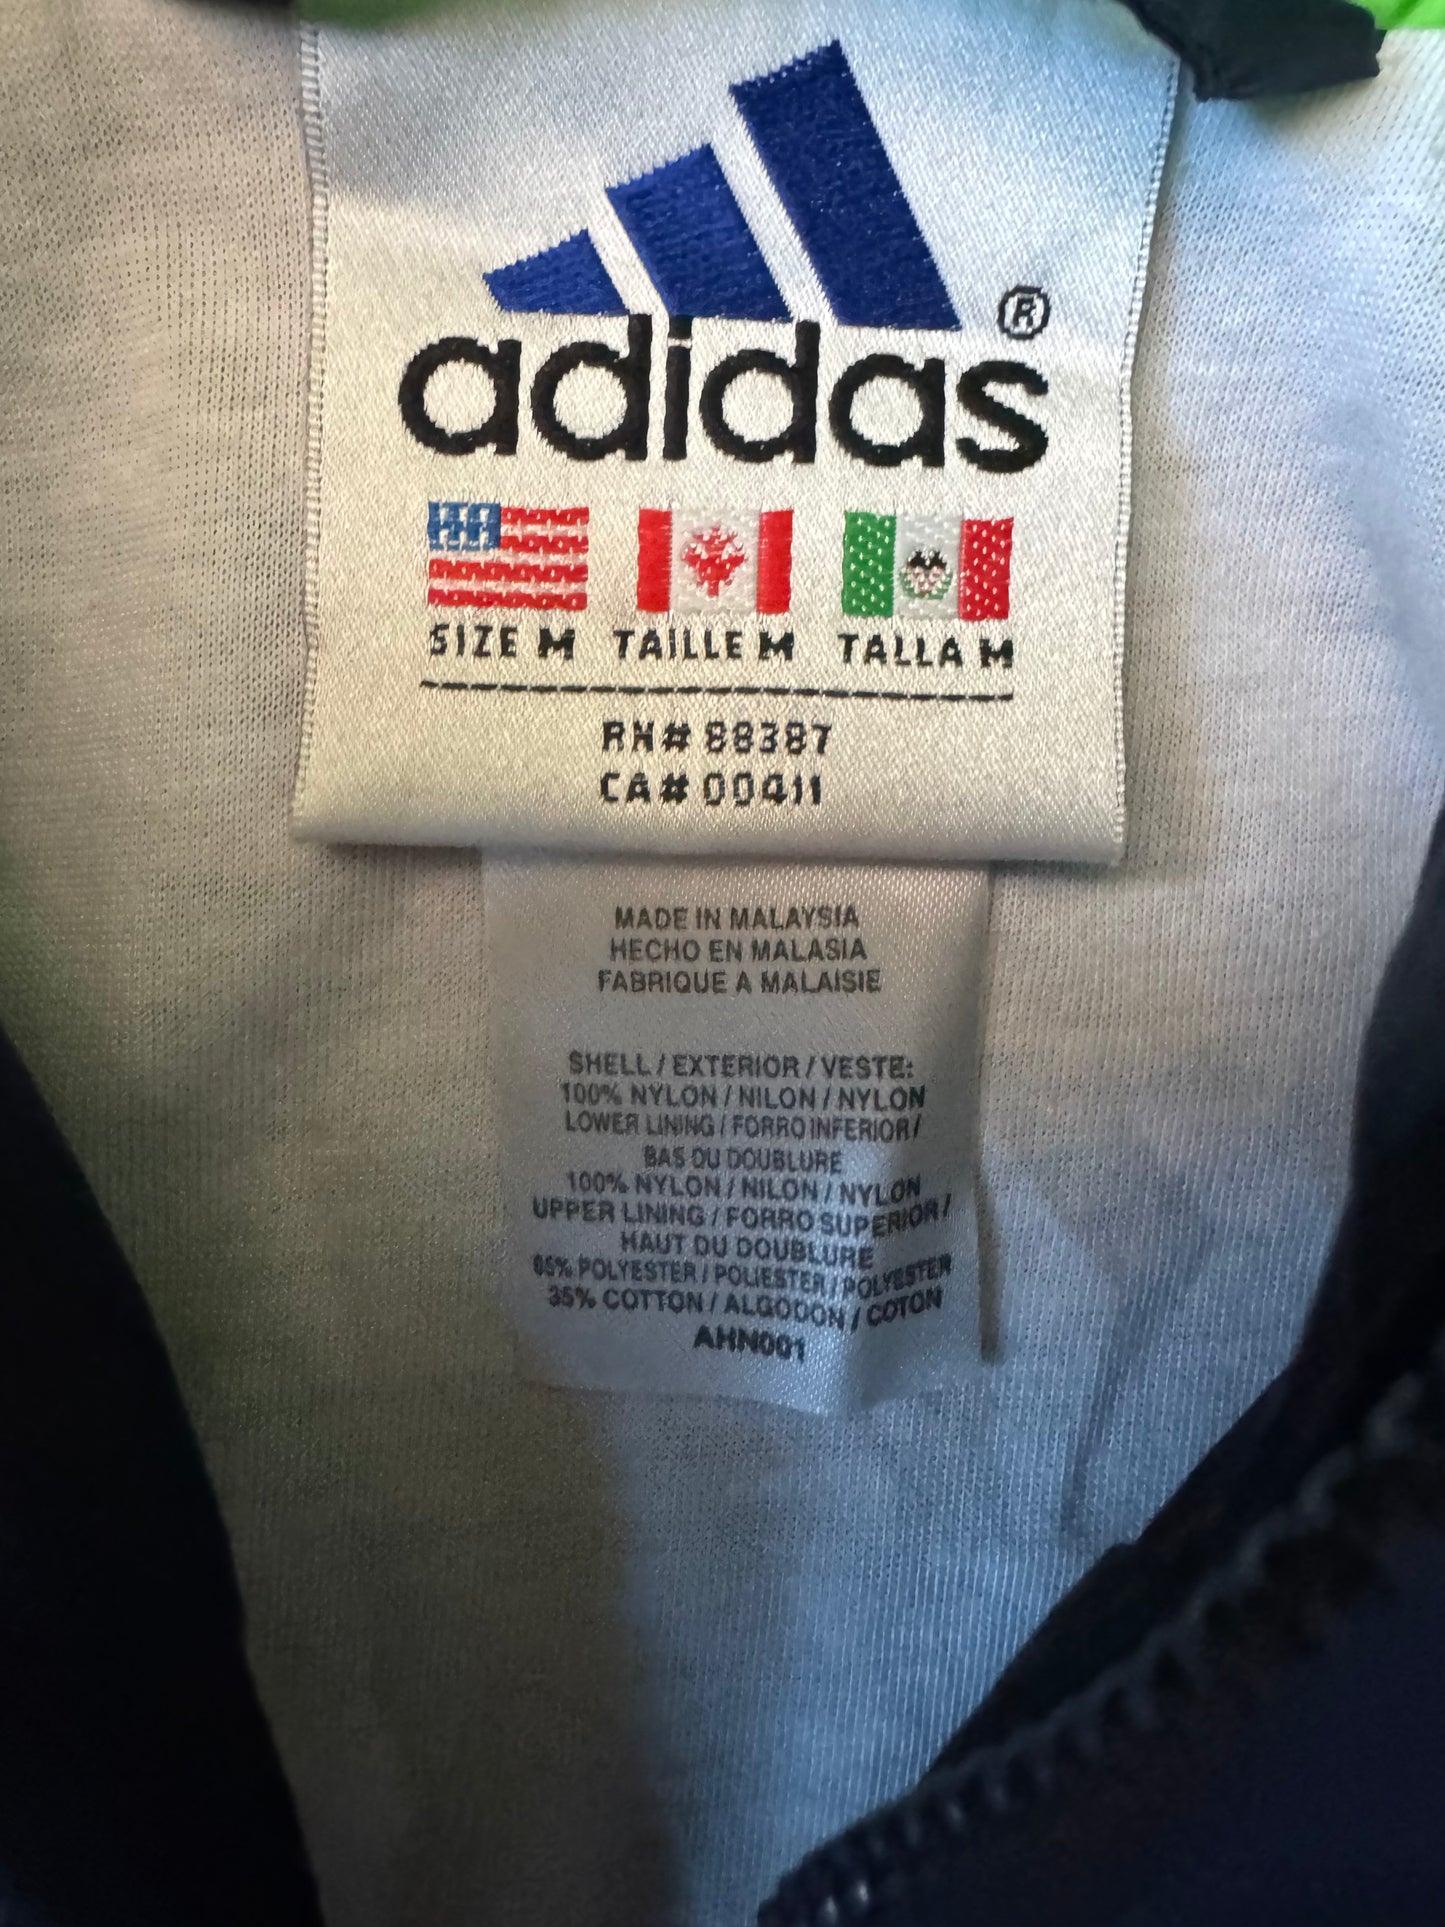 adidas®
SIZE M TAILLE M TALLA M
RN# 88387
CA# 00411
MADE IN MALAYSIA
HECHO EN MALASIA
FABRIQUE A MALAISIE
SHELL / EXTERIOR / VESTE:
100% NYLON / NILON / NYLON
LOWER LINING / FORRO INFERIOR /
BAS DU DOUBLURE
100% NYLON / NILON / NYLON
UPPER LINING / FORRO SUPERIOR /
HAUT DU DOUBLURE
65% POLYESTER / POLIESTER / POLYESTER
35% COTTON / ALGODON / COTON
AHN001